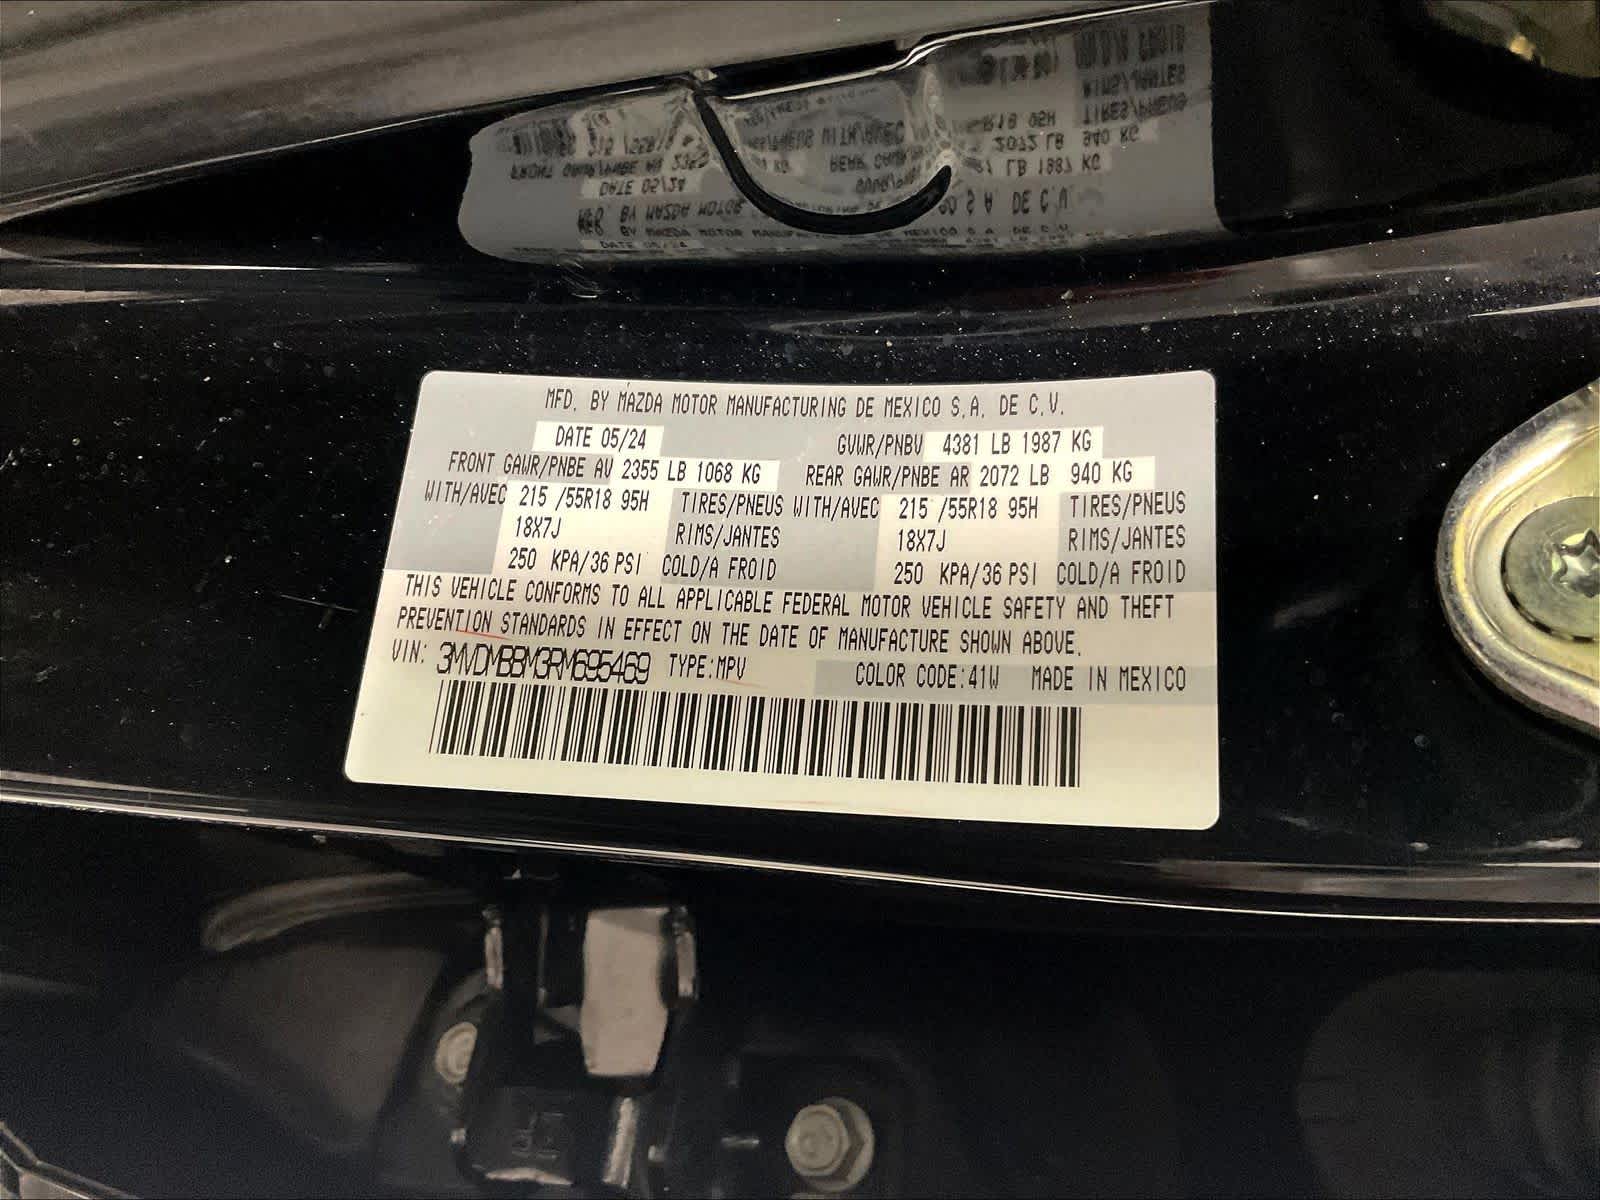 MFD. BY MAZDA MOTOR MANUFACTURING DE MEXICO S.A. DE C.V.
DATE 05/24 GVWR/PNBV 4381 LB 1987 KG
FRONT GAWR/PNBE AV 2355 LB 1068 KG REAR GAWR/PNBE AR 2072 LB 940 KG
WITH/AVEC 215 /55R18 95H TIRES/PNEUS WITH/AVEC 215 /55R18 95H TIRES/PNEUS
18X7J RIMS/JANTES 18X7J RIMS/JANTES
250 KPA/36 PSI COLD/A FROID 250 KPA/36 PSI COLD/A FROID
THIS VEHICLE CONFORMS TO ALL APPLICABLE FEDERAL MOTOR VEHICLE SAFETY AND THEFT
PREVENTION STANDARDS IN EFFECT ON THE DATE OF MANUFACTURE SHOWN ABOVE.
VIN: 3MVDMBBM3RM695469 TYPE:MPV COLOR CODE:41W MADE IN MEXICO